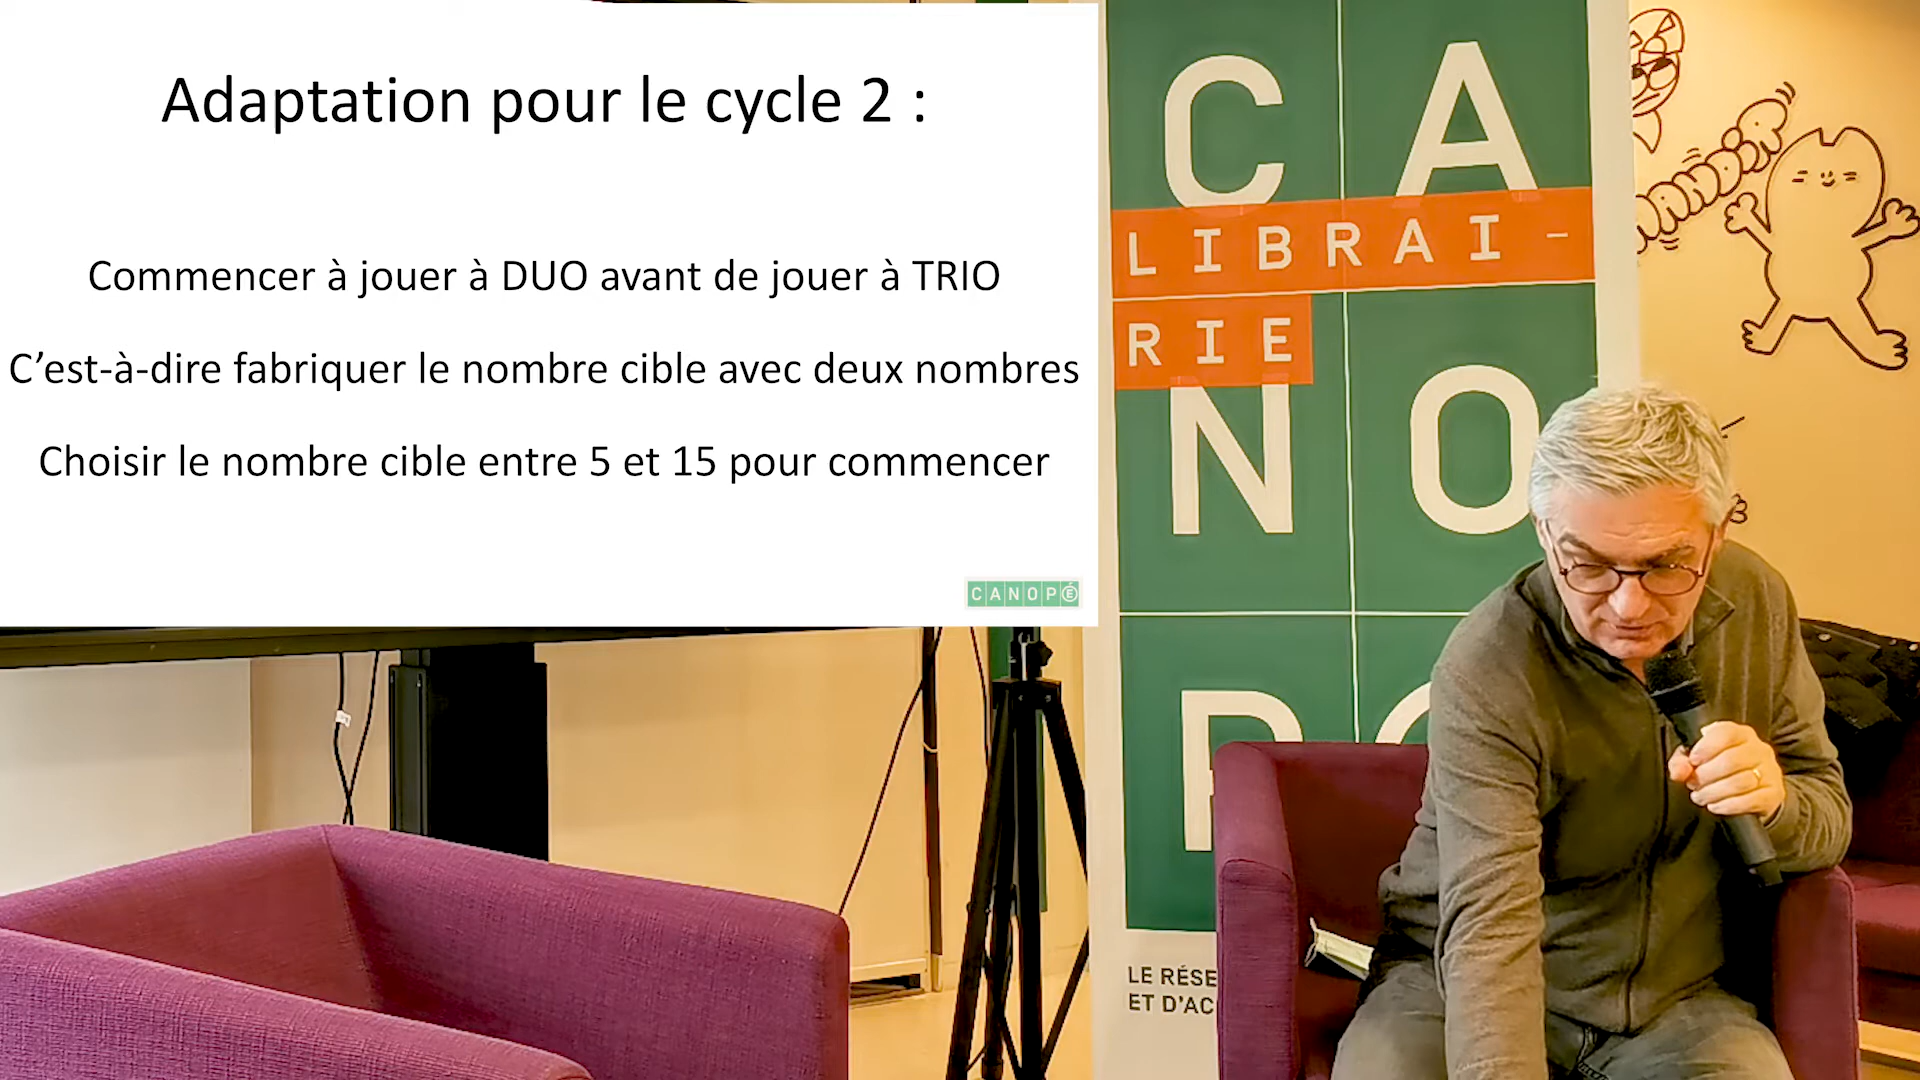 Adaptation pour le cycle 2 :
Commencer à jouer à DUO avant de jouer à TRIO
C'est-à-dire fabriquer le nombre cible avec deux nombres
Choisir le nombre cible entre 5 et 15 pour commencer
CANOPÉ
CA
LIBRAI-
RIE
NO
P
LE RÉSE
ET D'AC